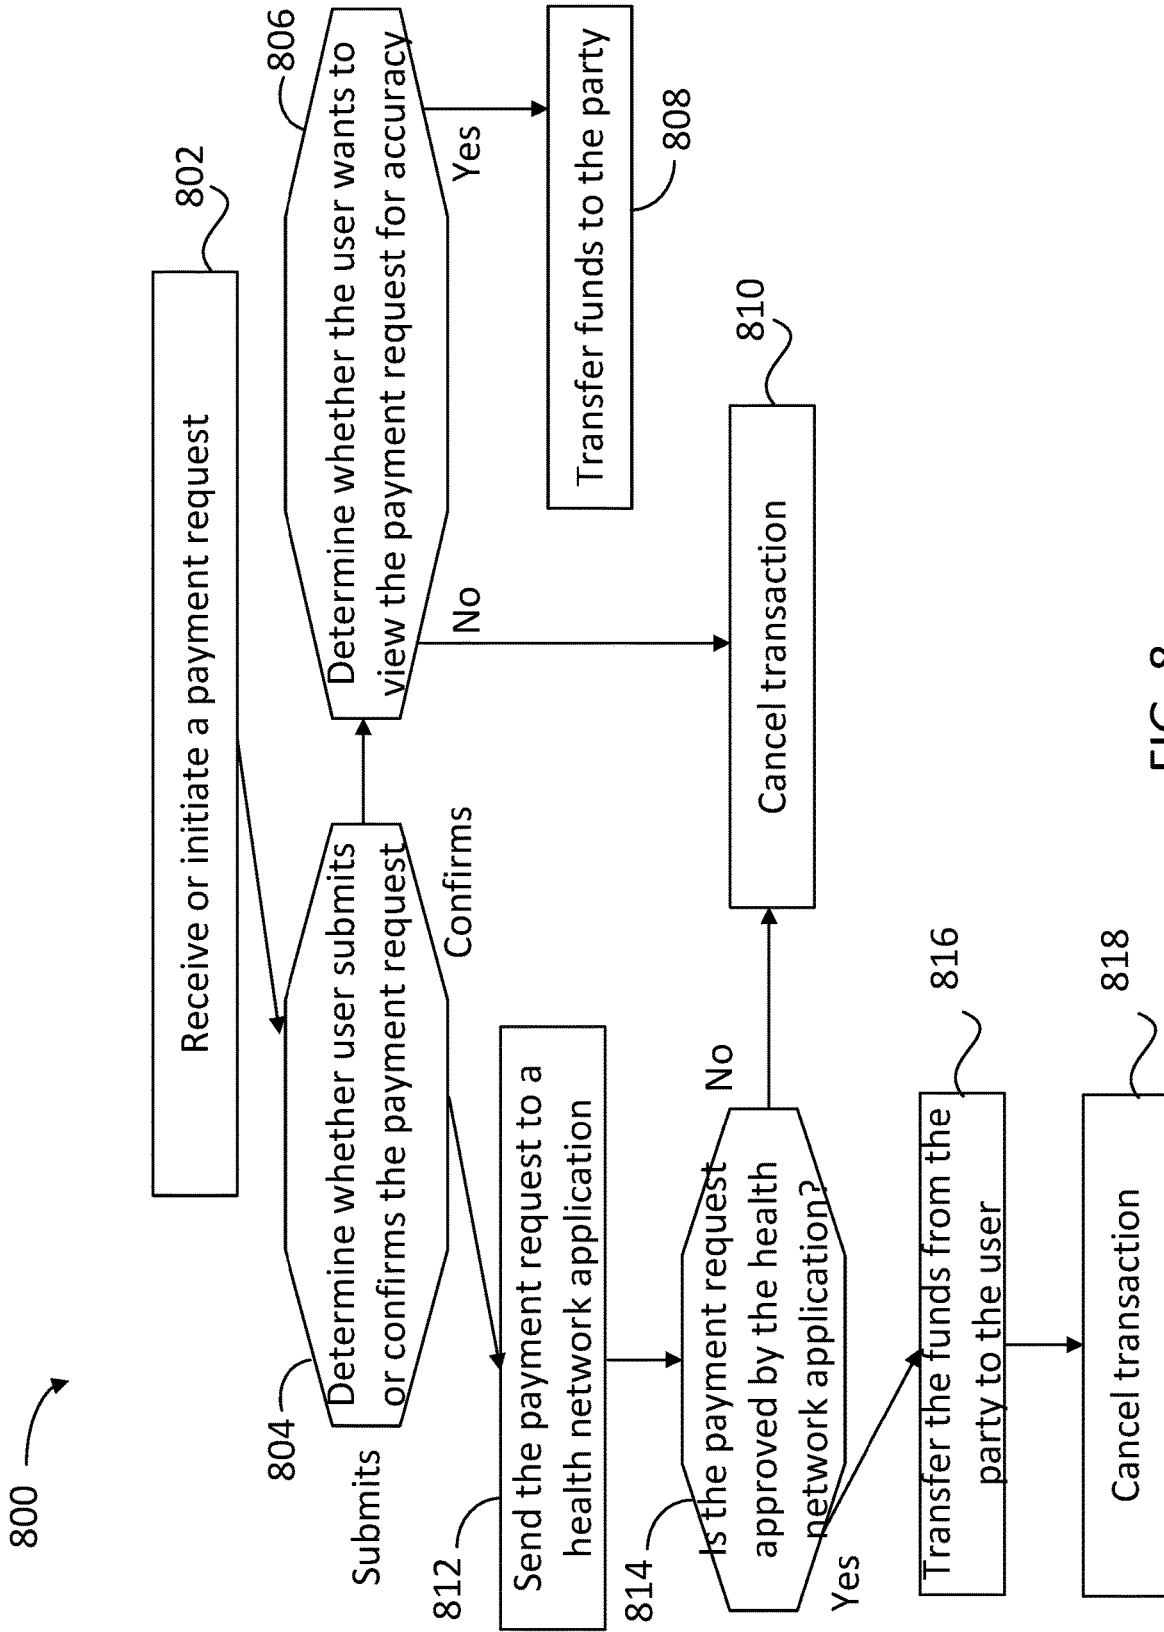 800
802
Receive or initiate a payment request
804
Determine whether user submits
or confirms the payment request
Submits
Confirms
806
Determine whether the user wants to
view the payment request for accuracy
Yes
No
Transfer funds to the party
808
810
Cancel transaction
812
Send the payment request to a
health network application
814
Is the payment request
approved by the health
network application?
No
Yes
816
Transfer the funds from the
party to the user
818
Cancel transaction
FIG. 8